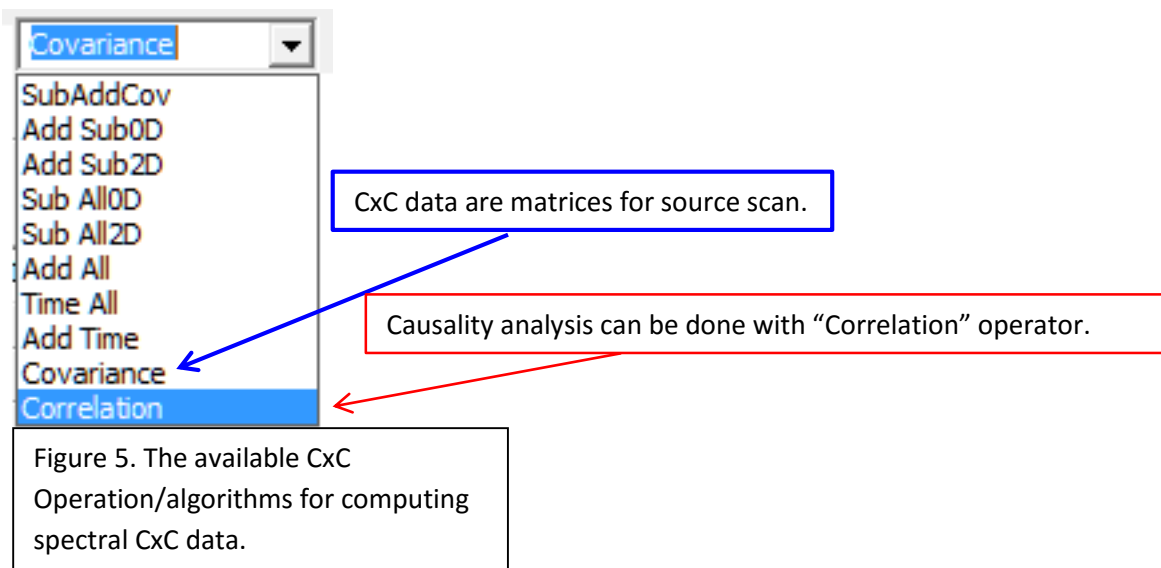 Covariance
SubAddCov
Add Sub0D
Add Sub2D
Sub All0D
Sub All2D
Add All
Time All
Add Time
Covariance
Correlation
CxC data are matrices for source scan.
Causality analysis can be done with “Correlation” operator.
Figure 5. The available CxC
Operation/algorithms for computing
spectral CxC data.